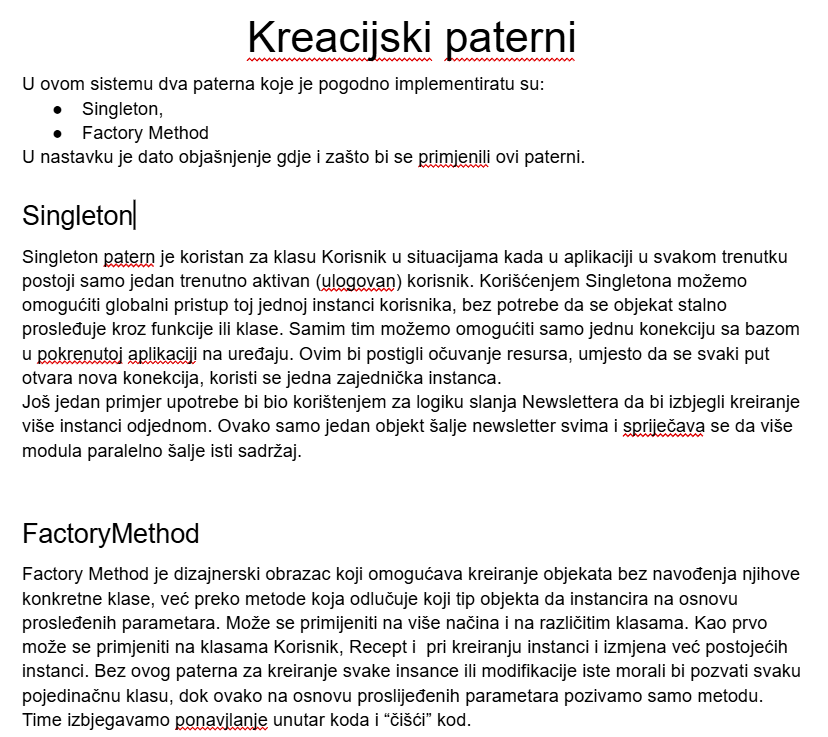 Kreacijski paterni
U ovom sistemu dva paterna koje je pogodno implementiratu su:
● Singleton,
● Factory Method
U nastavku je dato objašnjenje gdje i zašto bi se primjenili ovi paterni.
Singleton
Singleton patern je koristan za klasu Korisnik u situacijama kada u aplikaciji u svakom trenutku
postoji samo jedan trenutno aktivan (ulogovan) korisnik. Korišćenjem Singletona možemo
omogućiti globalni pristup toj jednoj instanci korisnika, bez potrebe da se objekat stalno
prosleđuje kroz funkcije ili klase. Samim tim možemo omogućiti samo jednu konekciju sa bazom
u pokrenutoj aplikaciji na uređaju. Ovim bi postigli očuvanje resursa, umjesto da se svaki put
otvara nova konekcija, koristi se jedna zajednička instanca.
Još jedan primjer upotrebe bi bio korištenjem za logiku slanja Newslettera da bi izbjegli kreiranje
više instanci odjednom. Ovako samo jedan objekt šalje newsletter svima i spriječava se da više
modula paralelno šalje isti sadržaj.
FactoryMethod
Factory Method je dizajnerski obrazac koji omogućava kreiranje objekata bez navođenja njihove
konkretne klase, već preko metode koja odlučuje koji tip objekta da instancira na osnovu
prosleđenih parametara. Može se primijeniti na više načina i na različitim klasama. Kao prvo
može se primjeniti na klasama Korisnik, Recept i  pri kreiranju instanci i izmjena već postojećih
instanci. Bez ovog paterna za kreiranje svake insance ili modifikacije iste morali bi pozvati svaku
pojedinačnu klasu, dok ovako na osnovu proslijeđenih parametara pozivamo samo metodu.
Time izbjegavamo ponavjlanje unutar koda i “čišći” kod.